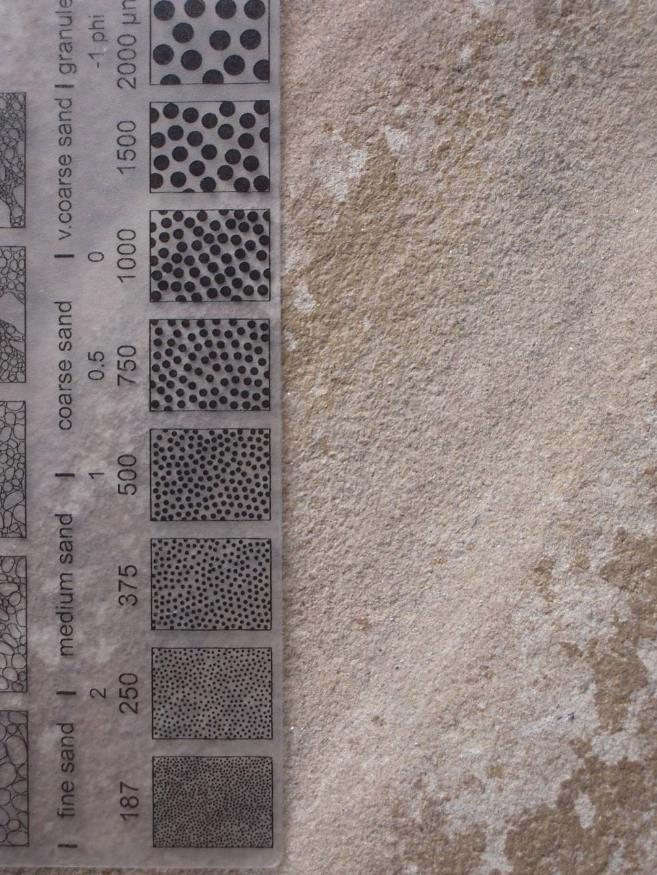 | fine sand | medium sand | coarse sand | v.coarse sand | granule
2 1 0.5 0 -1 phi
187 250 375 500 750 1000 1500 2000 µm